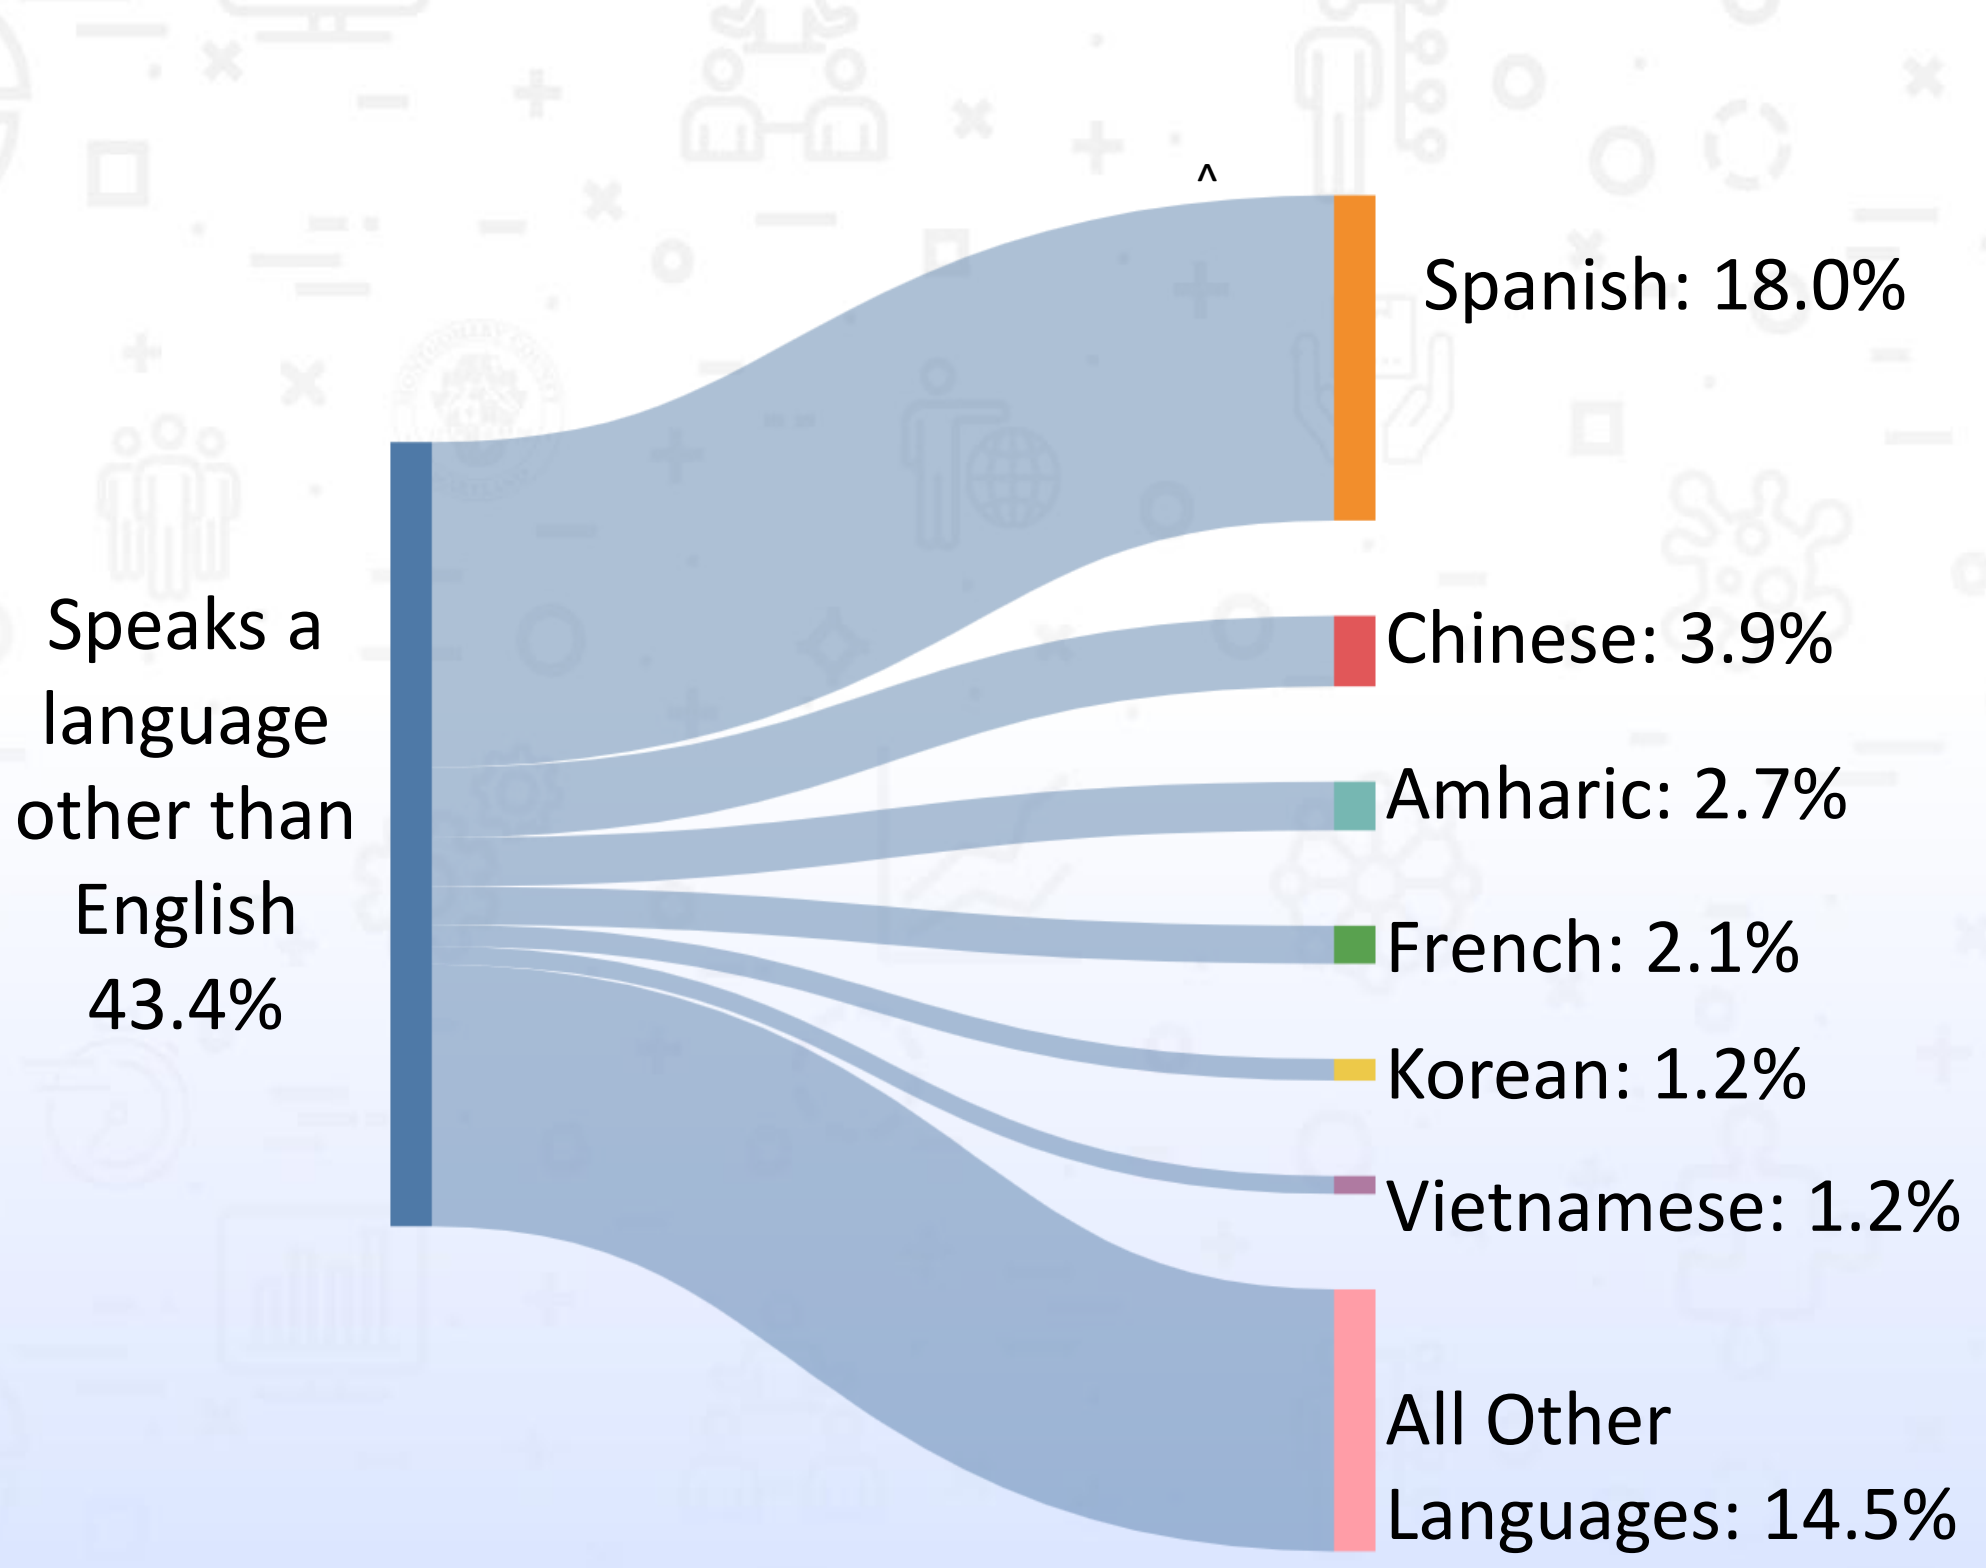 ^
Spanish: 18.0%
Speaks a
language
other than
English
43.4%
Chinese: 3.9%
Amharic: 2.7%
French: 2.1%
Korean: 1.2%
Vietnamese: 1.2%
All Other
Languages: 14.5%